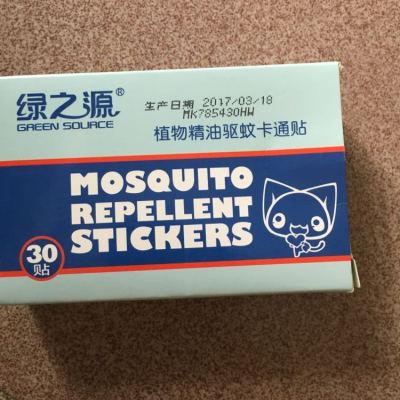 绿之源®
GREEN SOURCE
生产日期 2017/03/18
MK785430HW
植物精油驱蚊卡通贴
MOSQUITO
REPELLENT
STICKERS
30
贴